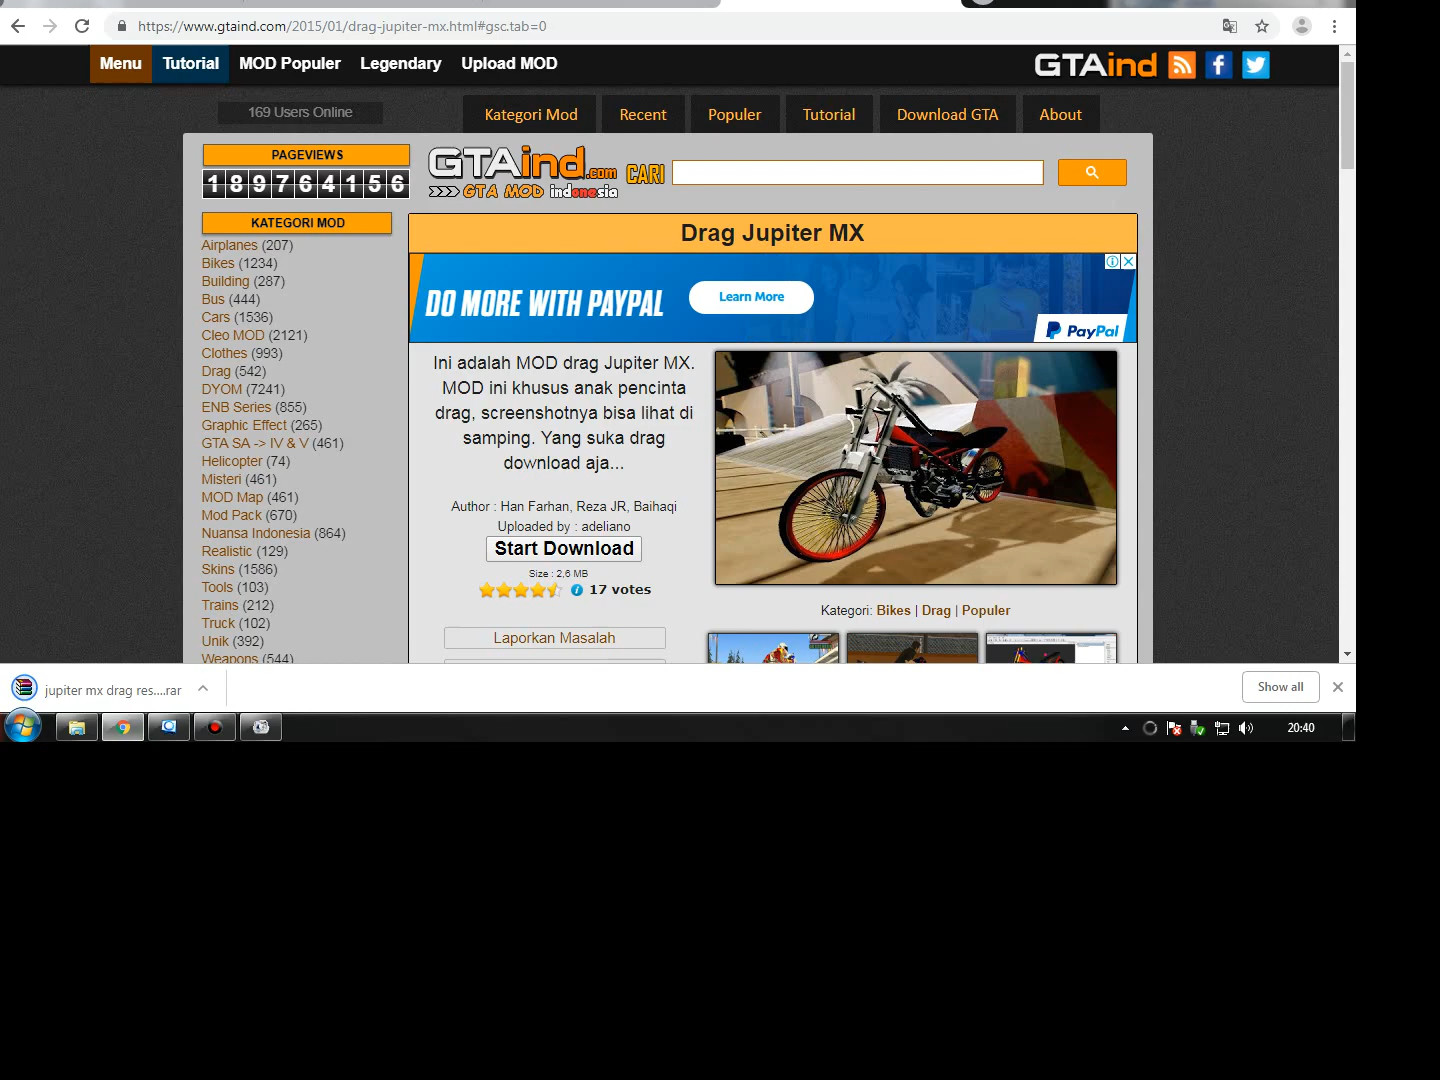 https://www.gtaind.com/2015/01/drag-jupiter-mx.html#gsc.tab=0
Menu Tutorial MOD Populer Legendary Upload MOD GTAind
169 Users Online Kategori Mod Recent Populer Tutorial Download GTA About
PAGEVIEWS
189764156
GTAind.com
>>> GTA MOD indonesia
CARI
KATEGORI MOD
Airplanes (207)
Bikes (1234)
Building (287)
Bus (444)
Cars (1536)
Cleo MOD (2121)
Clothes (993)
Drag (542)
DYOM (7241)
ENB Series (855)
Graphic Effect (265)
GTA SA -> IV & V (461)
Helicopter (74)
Misteri (461)
MOD Map (461)
Mod Pack (670)
Nuansa Indonesia (864)
Realistic (129)
Skins (1586)
Tools (103)
Trains (212)
Truck (102)
Unik (392)
Weapons (544)
Drag Jupiter MX
DO MORE WITH PAYPAL Learn More
PayPal
Ini adalah MOD drag Jupiter MX.
MOD ini khusus anak pencinta
drag, screenshotnya bisa lihat di
samping. Yang suka drag
download aja...
Author : Han Farhan, Reza JR, Baihaqi
Uploaded by : adeliano
Start Download
Size : 2,6 MB
17 votes
Laporkan Masalah
Kategori: Bikes | Drag | Populer
jupiter mx drag res....rar Show all
20:40